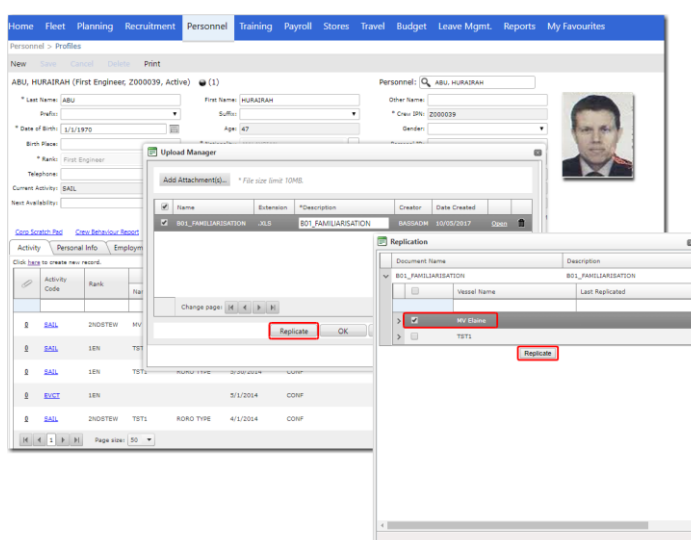 Home Fleet Planning Recruitment Personnel Training Payroll Stores Travel Budget Leave Mgmt. Reports My Favourites
Personnel > Profiles
New Save Cancel Delete Print
ABU, HURAIRAH (First Engineer, Z000039, Active) (1) Personnel: ABU, HURAIRAH
* Last Name: ABU First Name: HURAIRAH Other Name:
Prefix: Suffix: * Crew IPN: Z000039
* Date of Birth: 1/1/1970 Age: 47 Gender:
Birth Place:
* Rank: First Engineer
Telephone:
Current Activity: SAIL
Next Availability:
Corp Scratch Pad Crew Behaviour Report
Activity Personal Info Employm
Click here to create new record.
Activity Code Rank
0 SAIL 2NDSTEW MV
0 SAIL 1EN TST
0 SAIL 1EN TST1 RORO TYPE 3/30/2014 CONF
0 EVCT 1EN 3/1/2014 CONF
0 SAIL 2NDSTEW TST1 RORO TYPE 4/1/2014 CONF
1 Page size: 50
Upload Manager
Add Attachment(s)... * File size limit 10MB.
Name Extension *Description Creator Date Created
B01_FAMILIARISATION .XLS B01_FAMILIARISATION BASSADM 10/05/2017 Open
Change page:
Replicate OK
Replication
Document Name Description
B01_FAMILIARISATION B01_FAMILIARISATION
Vessel Name Last Replicated
MV Elaine
TST1
Replicate